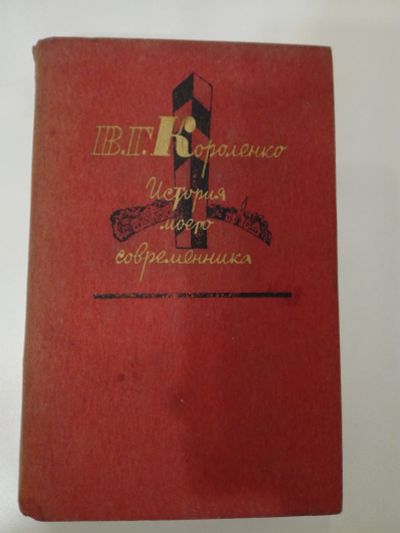 В.Г. Короленко
История
моего
современника